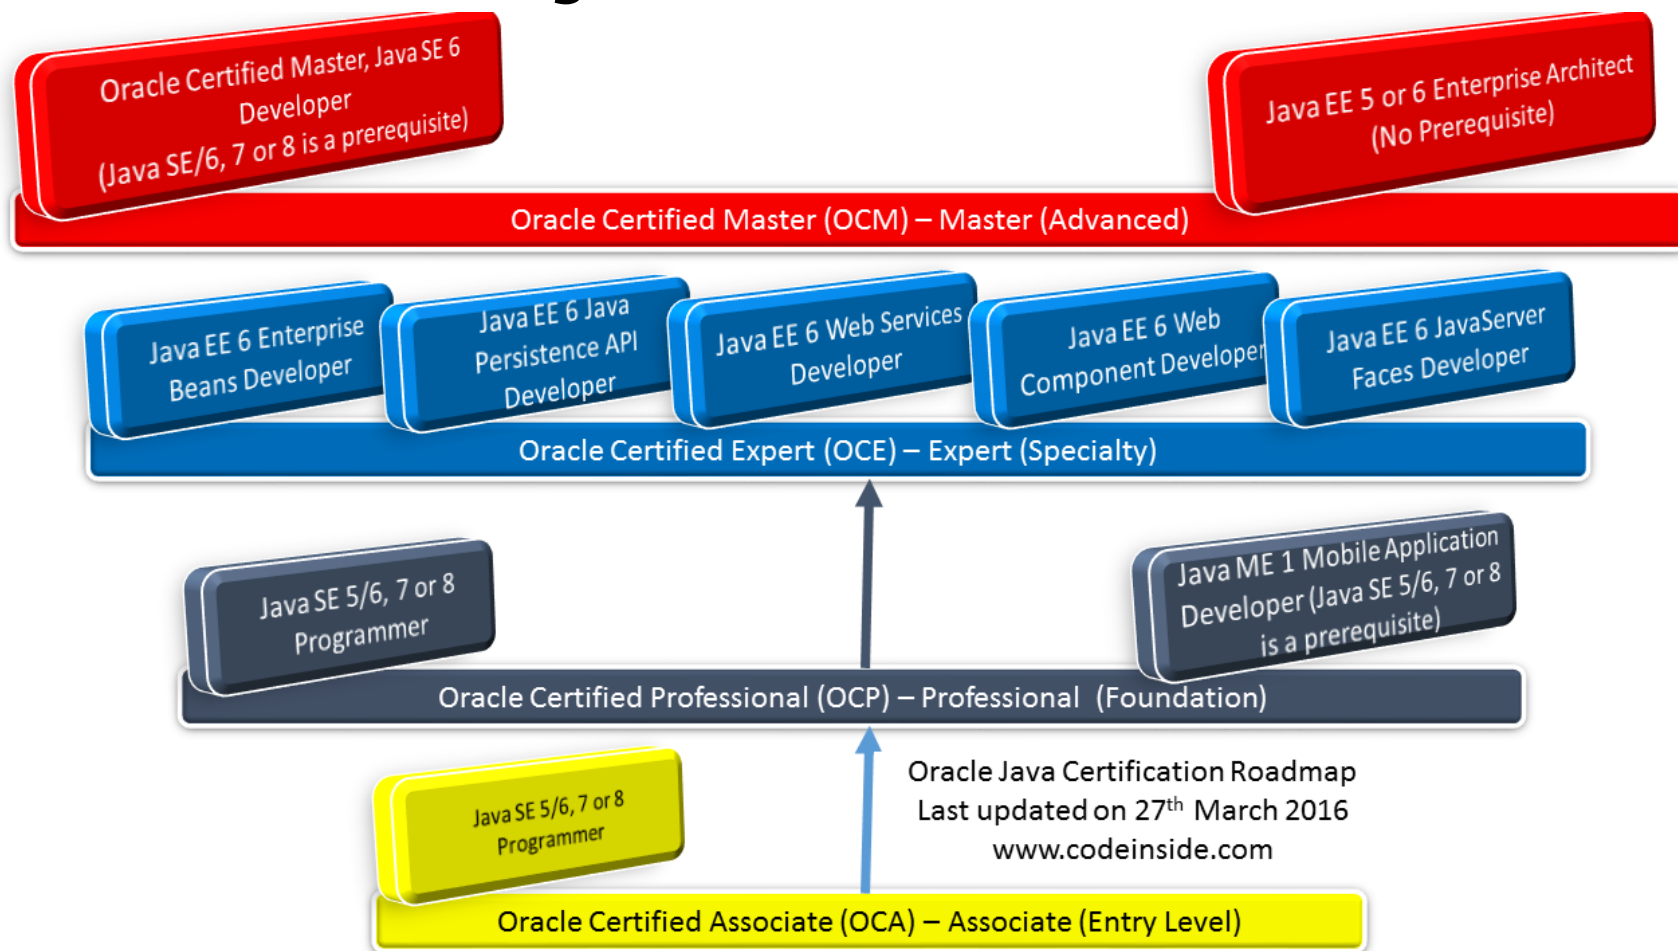 Oracle Certified Master, Java SE 6
Developer
(Java SE/6, 7 or 8 is a prerequisite)
Java EE 5 or 6 Enterprise Architect
(No Prerequisite)
Oracle Certified Master (OCM) – Master (Advanced)
Java EE 6 Enterprise
Beans Developer
Java EE 6 Java
Persistence API
Developer
Java EE 6 Web Services
Developer
Java EE 6 Web
Component Developer
Java EE 6 JavaServer
Faces Developer
Oracle Certified Expert (OCE) – Expert (Specialty)
Java SE 5/6, 7 or 8
Programmer
Java ME 1 Mobile Application
Developer (Java SE 5/6, 7 or 8
is a prerequisite)
Oracle Certified Professional (OCP) – Professional (Foundation)
Java SE 5/6, 7 or 8
Programmer
Oracle Java Certification Roadmap
Last updated on 27th March 2016
www.codeinside.com
Oracle Certified Associate (OCA) – Associate (Entry Level)